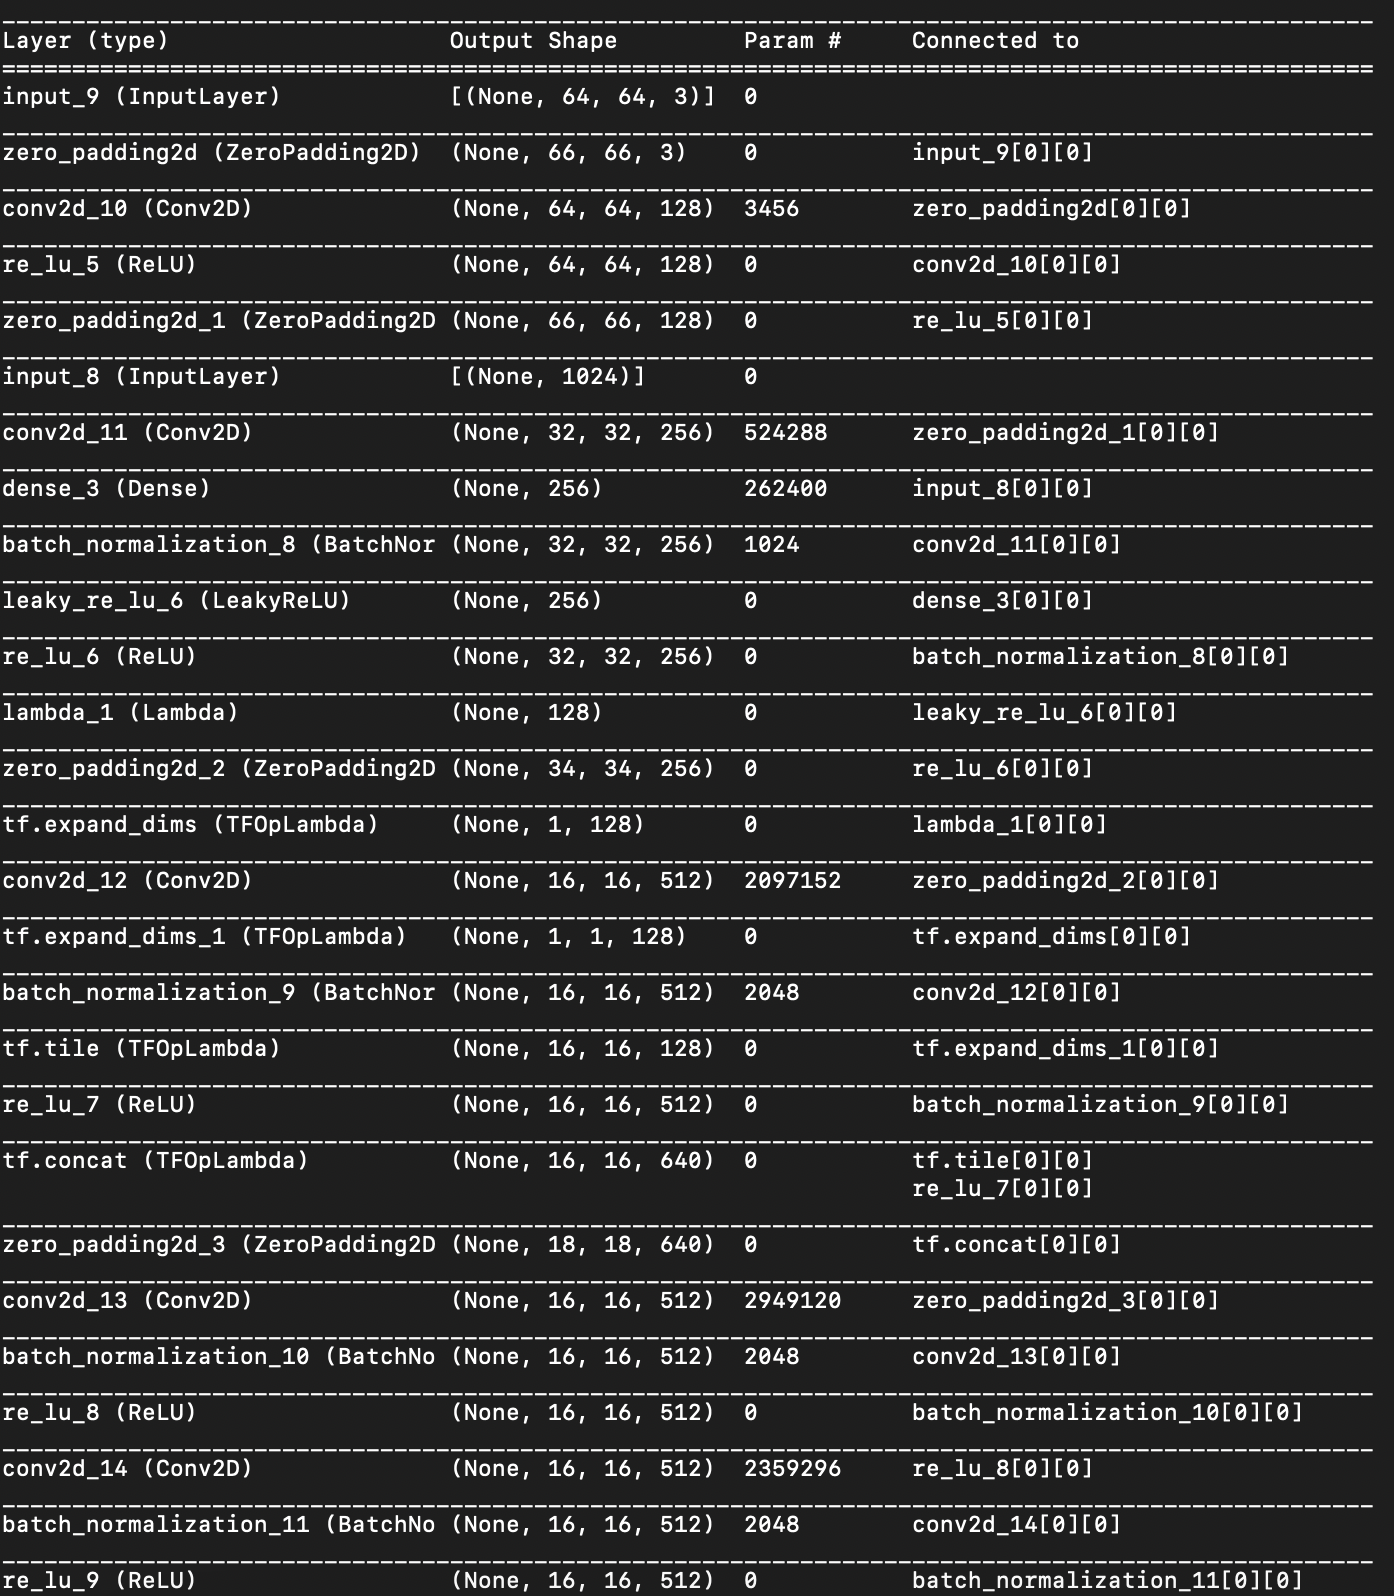 Layer (type) Output Shape Param # Connected to
input_9 (InputLayer) [(None, 64, 64, 3)] 0
zero_padding2d (ZeroPadding2D) (None, 66, 66, 3) 0 input_9[0][0]
conv2d_10 (Conv2D) (None, 64, 64, 128) 3456 zero_padding2d[0][0]
re_lu_5 (ReLU) (None, 64, 64, 128) 0 conv2d_10[0][0]
zero_padding2d_1 (ZeroPadding2D (None, 66, 66, 128) 0 re_lu_5[0][0]
input_8 (InputLayer) [(None, 1024)] 0
conv2d_11 (Conv2D) (None, 32, 32, 256) 524288 zero_padding2d_1[0][0]
dense_3 (Dense) (None, 256) 262400 input_8[0][0]
batch_normalization_8 (BatchNor (None, 32, 32, 256) 1024 conv2d_11[0][0]
leaky_re_lu_6 (LeakyReLU) (None, 256) 0 dense_3[0][0]
re_lu_6 (ReLU) (None, 32, 32, 256) 0 batch_normalization_8[0][0]
lambda_1 (Lambda) (None, 128) 0 leaky_re_lu_6[0][0]
zero_padding2d_2 (ZeroPadding2D (None, 34, 34, 256) 0 re_lu_6[0][0]
tf.expand_dims (TFOpLambda) (None, 1, 128) 0 lambda_1[0][0]
conv2d_12 (Conv2D) (None, 16, 16, 512) 2097152 zero_padding2d_2[0][0]
tf.expand_dims_1 (TFOpLambda) (None, 1, 1, 128) 0 tf.expand_dims[0][0]
batch_normalization_9 (BatchNor (None, 16, 16, 512) 2048 conv2d_12[0][0]
tf.tile (TFOpLambda) (None, 16, 16, 128) 0 tf.expand_dims_1[0][0]
re_lu_7 (ReLU) (None, 16, 16, 512) 0 batch_normalization_9[0][0]
tf.concat (TFOpLambda) (None, 16, 16, 640) 0 tf.tile[0][0]
re_lu_7[0][0]
zero_padding2d_3 (ZeroPadding2D (None, 18, 18, 640) 0 tf.concat[0][0]
conv2d_13 (Conv2D) (None, 16, 16, 512) 2949120 zero_padding2d_3[0][0]
batch_normalization_10 (BatchNo (None, 16, 16, 512) 2048 conv2d_13[0][0]
re_lu_8 (ReLU) (None, 16, 16, 512) 0 batch_normalization_10[0][0]
conv2d_14 (Conv2D) (None, 16, 16, 512) 2359296 re_lu_8[0][0]
batch_normalization_11 (BatchNo (None, 16, 16, 512) 2048 conv2d_14[0][0]
re_lu_9 (ReLU) (None, 16, 16, 512) 0 batch_normalization_11[0][0]